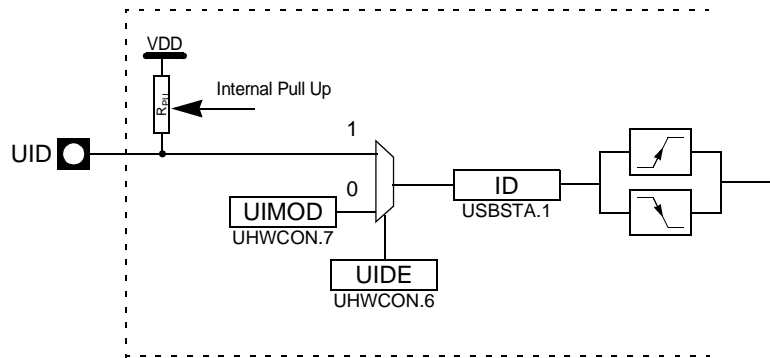 VDD
RPU
Internal Pull Up
UID
1
0
UIMOD
UHWCON.7
UIDE
UHWCON.6
ID
USBSTA.1